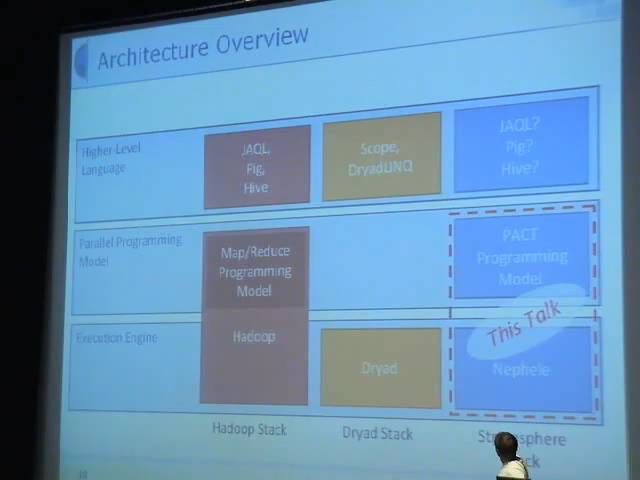 Architecture Overview
Higher-Level
Language
JAQL,
Pig,
Hive
Scope,
DryadLINQ
JAQL?
Pig?
Hive?
Parallel Programming
Model
Map/Reduce
Programming
Model
PACT
Programming
Model
This Talk
Execution Engine
Hadoop
Dryad
Nephele
Hadoop Stack
Dryad Stack